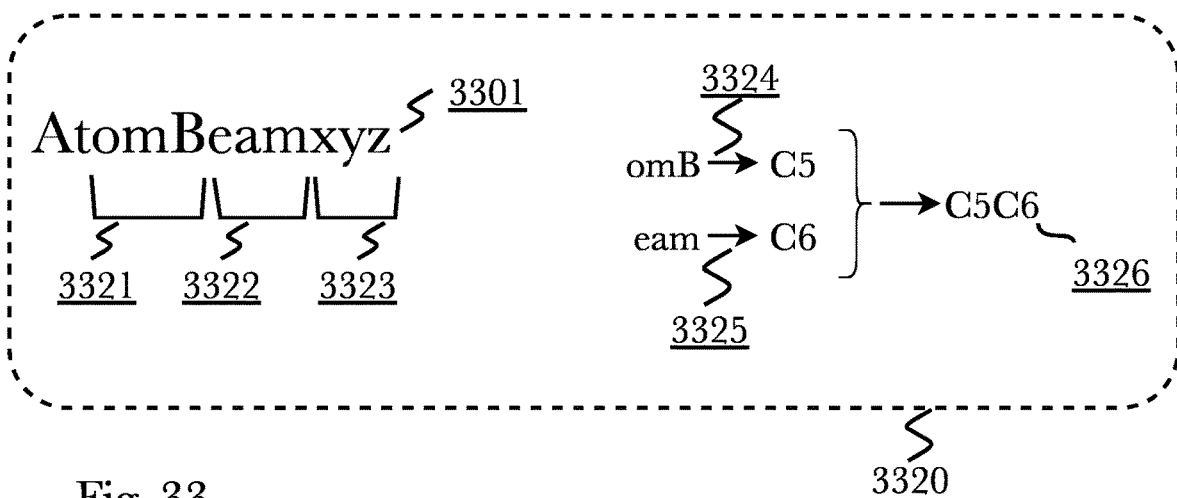 3324
3301
AtomBeamxyz
omB → C5
→ C5C6
eam → C6
3321 3322 3323
3326
3325
3320
Fig. 33